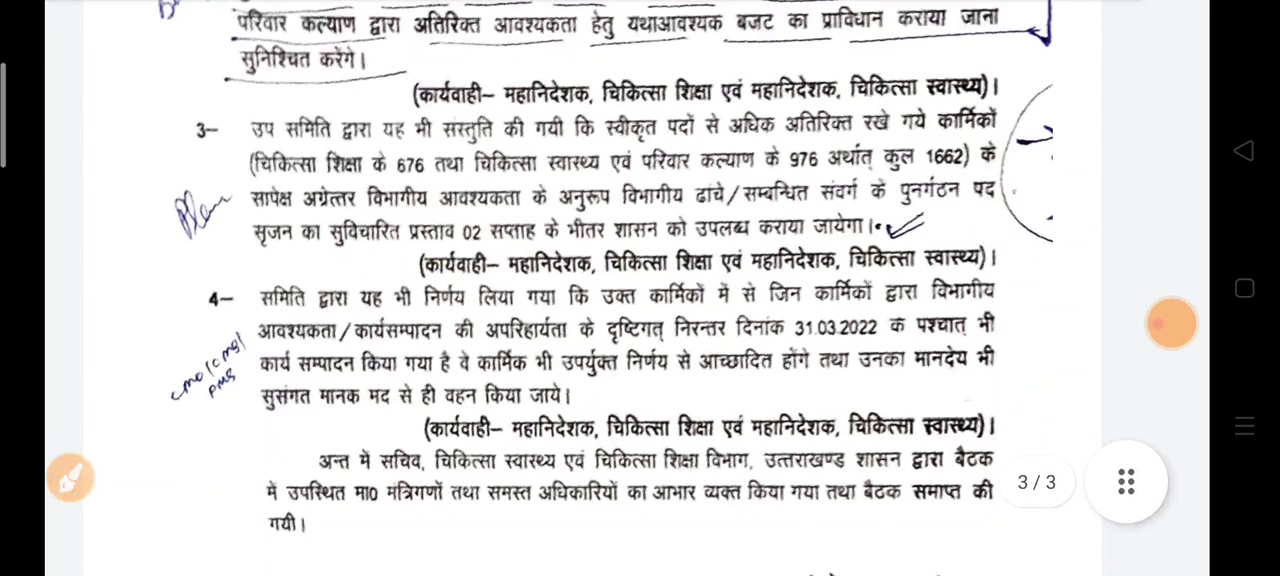 परिवार कल्याण द्वारा अतिरिक्त आवश्यकता हेतु यथाआवश्यक बजट का प्राविधान कराया जाना
सुनिश्चित करेंगे।
(कार्यवाही– महानिदेशक, चिकित्सा शिक्षा एवं महानिदेशक, चिकित्सा स्वास्थ्य)।
3– उप समिति द्वारा यह भी संस्तुति की गयी कि स्वीकृत पदों से अधिक अतिरिक्त रखे गये कार्मिकों
(चिकित्सा शिक्षा के 676 तथा चिकित्सा स्वास्थ्य एवं परिवार कल्याण के 976 अर्थात् कुल 1662) के
सापेक्ष अग्रेत्तर विभागीय आवश्यकता के अनुरूप विभागीय ढांचे/सम्बन्धित संवर्ग के पुनर्गठन पद
सृजन का सुविचारित प्रस्ताव 02 सप्ताह के भीतर शासन को उपलब्ध कराया जायेगा।
(कार्यवाही– महानिदेशक, चिकित्सा शिक्षा एवं महानिदेशक, चिकित्सा स्वास्थ्य)।
4– समिति द्वारा यह भी निर्णय लिया गया कि उक्त कार्मिकों में से जिन कार्मिकों द्वारा विभागीय
आवश्यकता/कार्यसम्पादन की अपरिहार्यता के दृष्टिगत् निरन्तर दिनांक 31.03.2022 के पश्चात् भी
कार्य सम्पादन किया गया है वे कार्मिक भी उपर्युक्त निर्णय से आच्छादित होंगे तथा उनका मानदेय भी
सुसंगत मानक मद से ही वहन किया जाये।
(कार्यवाही– महानिदेशक, चिकित्सा शिक्षा एवं महानिदेशक, चिकित्सा स्वास्थ्य)।
अन्त में सचिव, चिकित्सा स्वास्थ्य एवं चिकित्सा शिक्षा विभाग, उत्तराखण्ड शासन द्वारा बैठक
में उपस्थित मा0 मंत्रिगणों तथा समस्त अधिकारियों का आभार व्यक्त किया गया तथा बैठक समाप्त की
गयी।
3 / 3